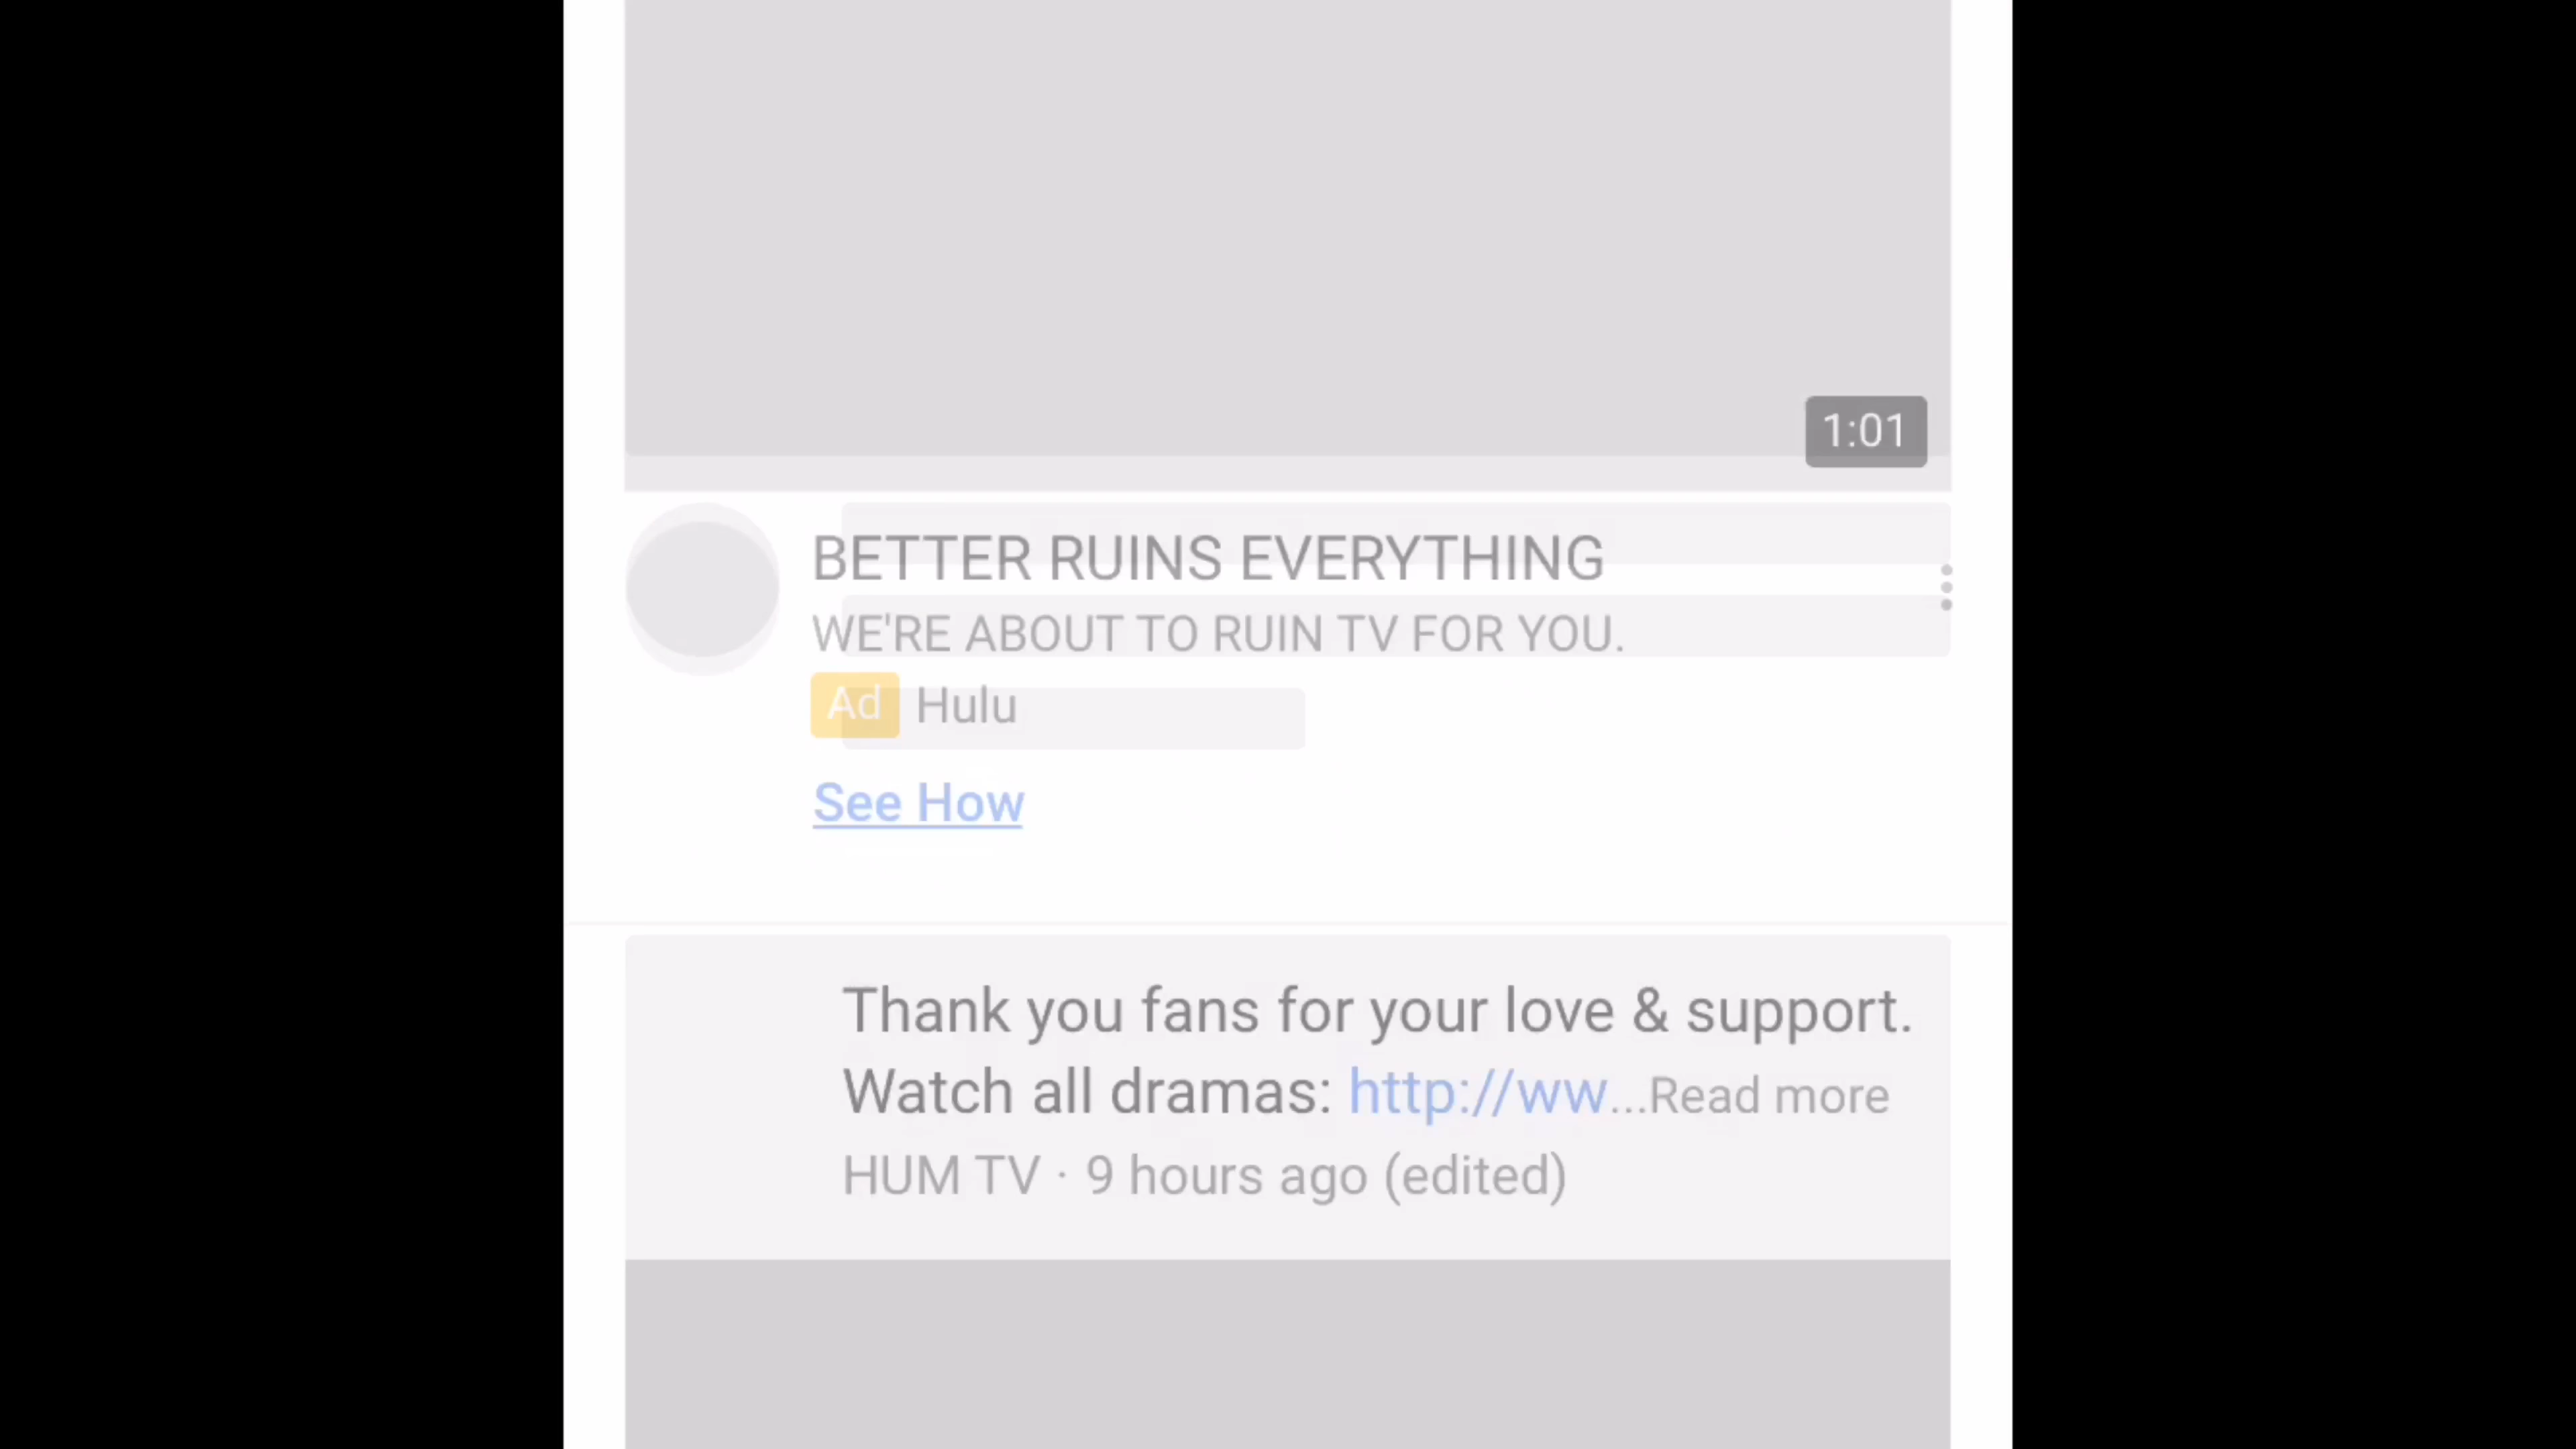 1:01
BETTER RUINS EVERYTHING
WE'RE ABOUT TO RUIN TV FOR YOU.
Ad Hulu
See How
Thank you fans for your love & support.
Watch all dramas: http://ww...Read more
HUM TV · 9 hours ago (edited)